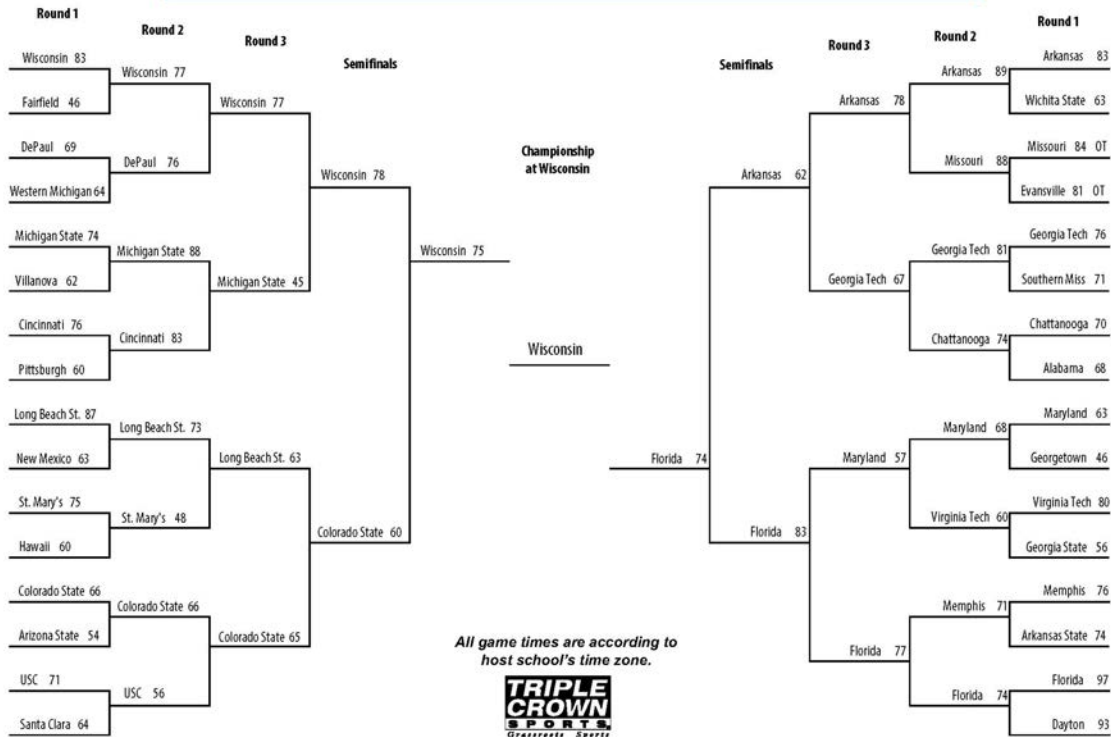 Round 1
Round 2
Round 3
Semifinals
Wisconsin 83
Fairfield 46
DePaul 69
Western Michigan 64
Michigan State 74
Villanova 62
Cincinnati 76
Pittsburgh 60
Long Beach St. 87
New Mexico 63
St. Mary's 75
Hawaii 60
Colorado State 66
Arizona State 54
USC 71
Santa Clara 64
Wisconsin 77
DePaul 76
Michigan State 88
Cincinnati 83
Long Beach St. 73
St. Mary's 48
Colorado State 66
USC 56
Wisconsin 77
Michigan State 45
Long Beach St. 63
Colorado State 65
Wisconsin 78
Colorado State 60
Wisconsin 75
Championship
at Wisconsin
Wisconsin
Florida 74
Semifinals
Round 3
Round 2
Round 1
Arkansas 62
Florida 83
Arkansas 78
Georgia Tech 67
Maryland 57
Florida 77
Arkansas 89
Missouri 88
Georgia Tech 81
Chattanooga 74
Maryland 68
Virginia Tech 60
Memphis 71
Florida 74
Arkansas 83
Wichita State 63
Missouri 84 OT
Evansville 81 OT
Georgia Tech 76
Southern Miss 71
Chattanooga 70
Alabama 68
Maryland 63
Georgetown 46
Virginia Tech 80
Georgia State 56
Memphis 76
Arkansas State 74
Florida 97
Dayton 93
All game times are according to
host school's time zone.
TRIPLE
CROWN
SPORTS
Grassroots Sports